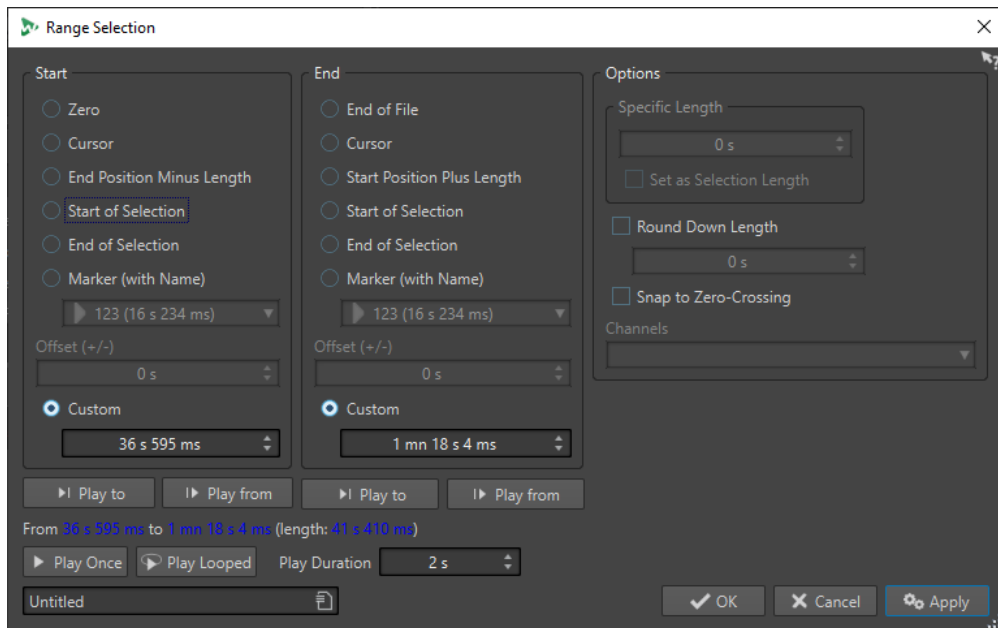 Range Selection
Start
Zero
Cursor
End Position Minus Length
Start of Selection
End of Selection
Marker (with Name)
123 (16 s 234 ms)
Offset (+/-)
0 s
Custom
36 s 595 ms
Play to
Play from
End
End of File
Cursor
Start Position Plus Length
Start of Selection
End of Selection
Marker (with Name)
123 (16 s 234 ms)
Offset (+/-)
0 s
Custom
1 mn 18 s 4 ms
Play to
Play from
Options
Specific Length
0 s
Set as Selection Length
Round Down Length
0 s
Snap to Zero-Crossing
Channels
From 36 s 595 ms to 1 mn 18 s 4 ms (length: 41 s 410 ms)
Play Once
Play Looped
Play Duration
2 s
Untitled
OK
Cancel
Apply